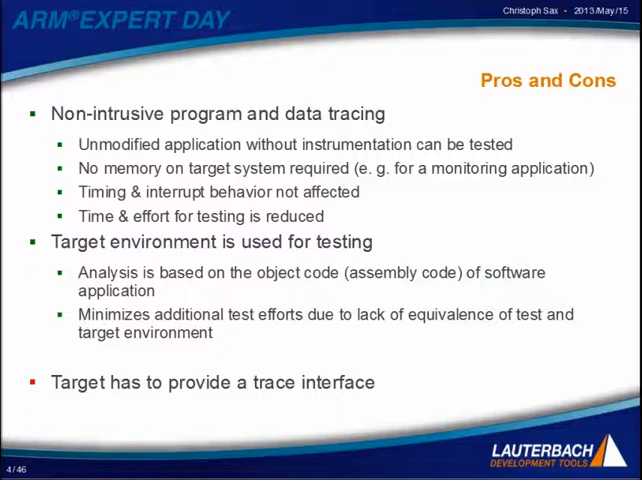 ARM®EXPERT DAY
Christoph Sax ▪ 2013/May/15
Pros and Cons
▪ Non-intrusive program and data tracing
▪ Unmodified application without instrumentation can be tested
▪ No memory on target system required (e. g. for a monitoring application)
▪ Timing & interrupt behavior not affected
▪ Time & effort for testing is reduced
▪ Target environment is used for testing
▪ Analysis is based on the object code (assembly code) of software
application
▪ Minimizes additional test efforts due to lack of equivalence of test and
target environment
▪ Target has to provide a trace interface
4 / 46
LAUTERBACH
DEVELOPMENT TOOLS